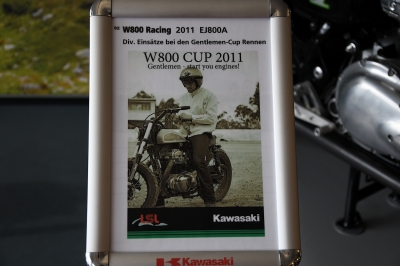 W800 Racing 2011 EJ800A
Div. Einsätze bei den Gentlemen-Cup Rennen
W800 CUP 2011
Gentlemen - start you engines!
LSL
Kawasaki
Kawasaki